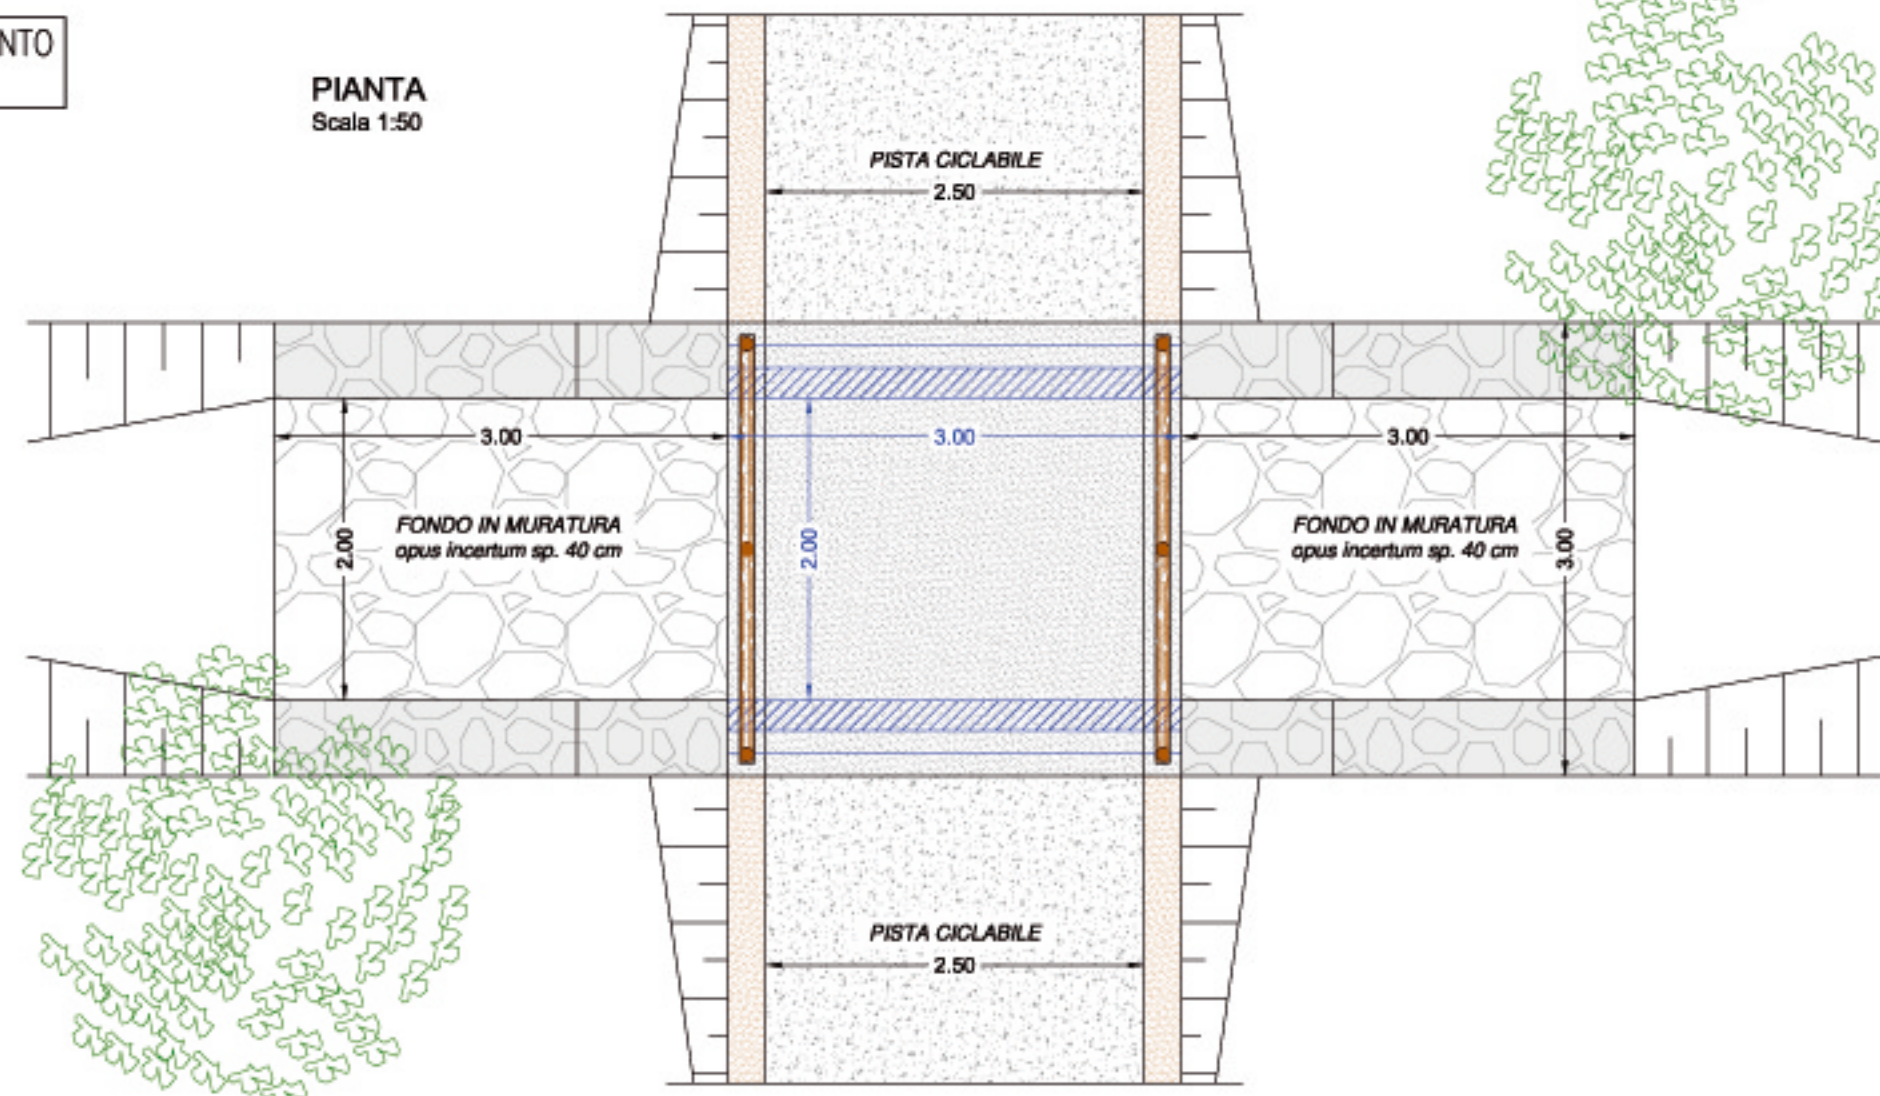 NTO
PIANTA
Scala 1:50
PISTA CICLABILE
2.50
3.00
3.00
3.00
2.00
FONDO IN MURATURA
opus incertum sp. 40 cm
2.00
FONDO IN MURATURA
opus incertum sp. 40 cm
3.00
PISTA CICLABILE
2.50